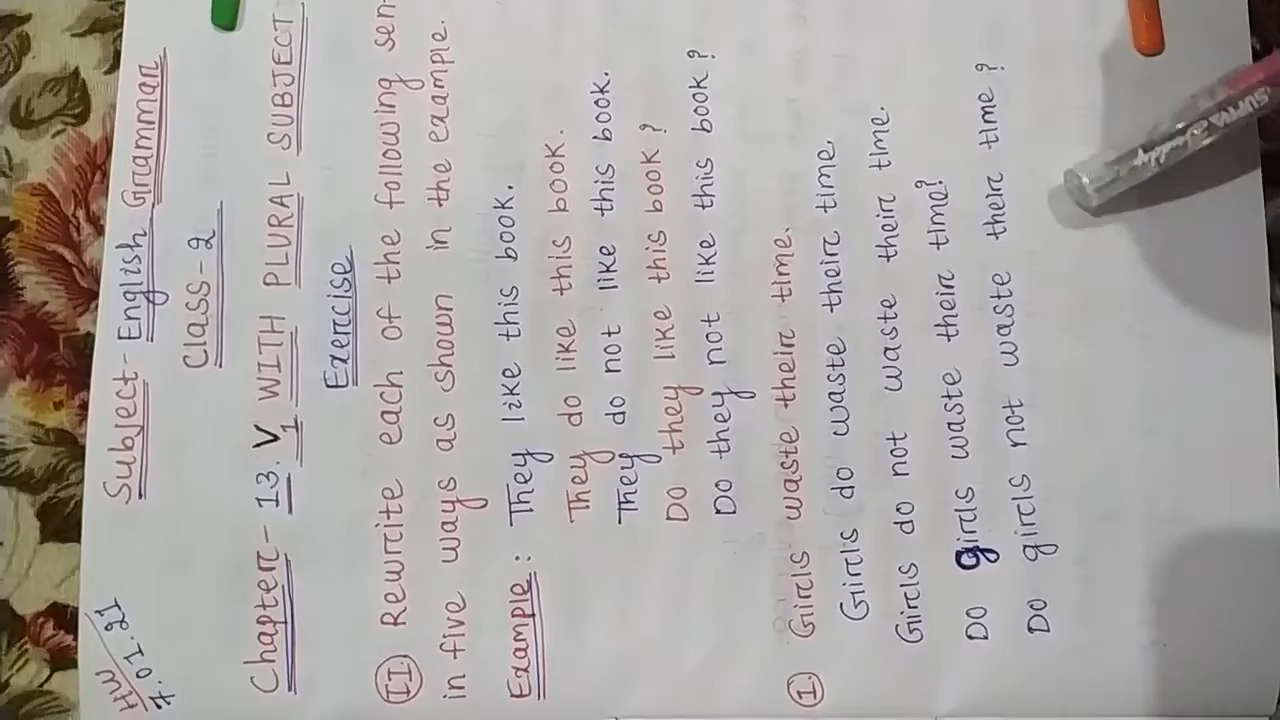 HW
7.01.21
Subject - English Grammar
Class - 2
Chapter - 13. V1 WITH PLURAL SUBJECT
Exercise
II Rewrite each of the following sen-
in five ways as shown in the example.
Example : They like this book.
They do like this book.
They do not like this book.
Do they like this book ?
Do they not like this book ?
1. Girls waste their time.
Girls do waste their time.
Girls do not waste their time.
Do girls waste their time?
Do girls not waste their time ?